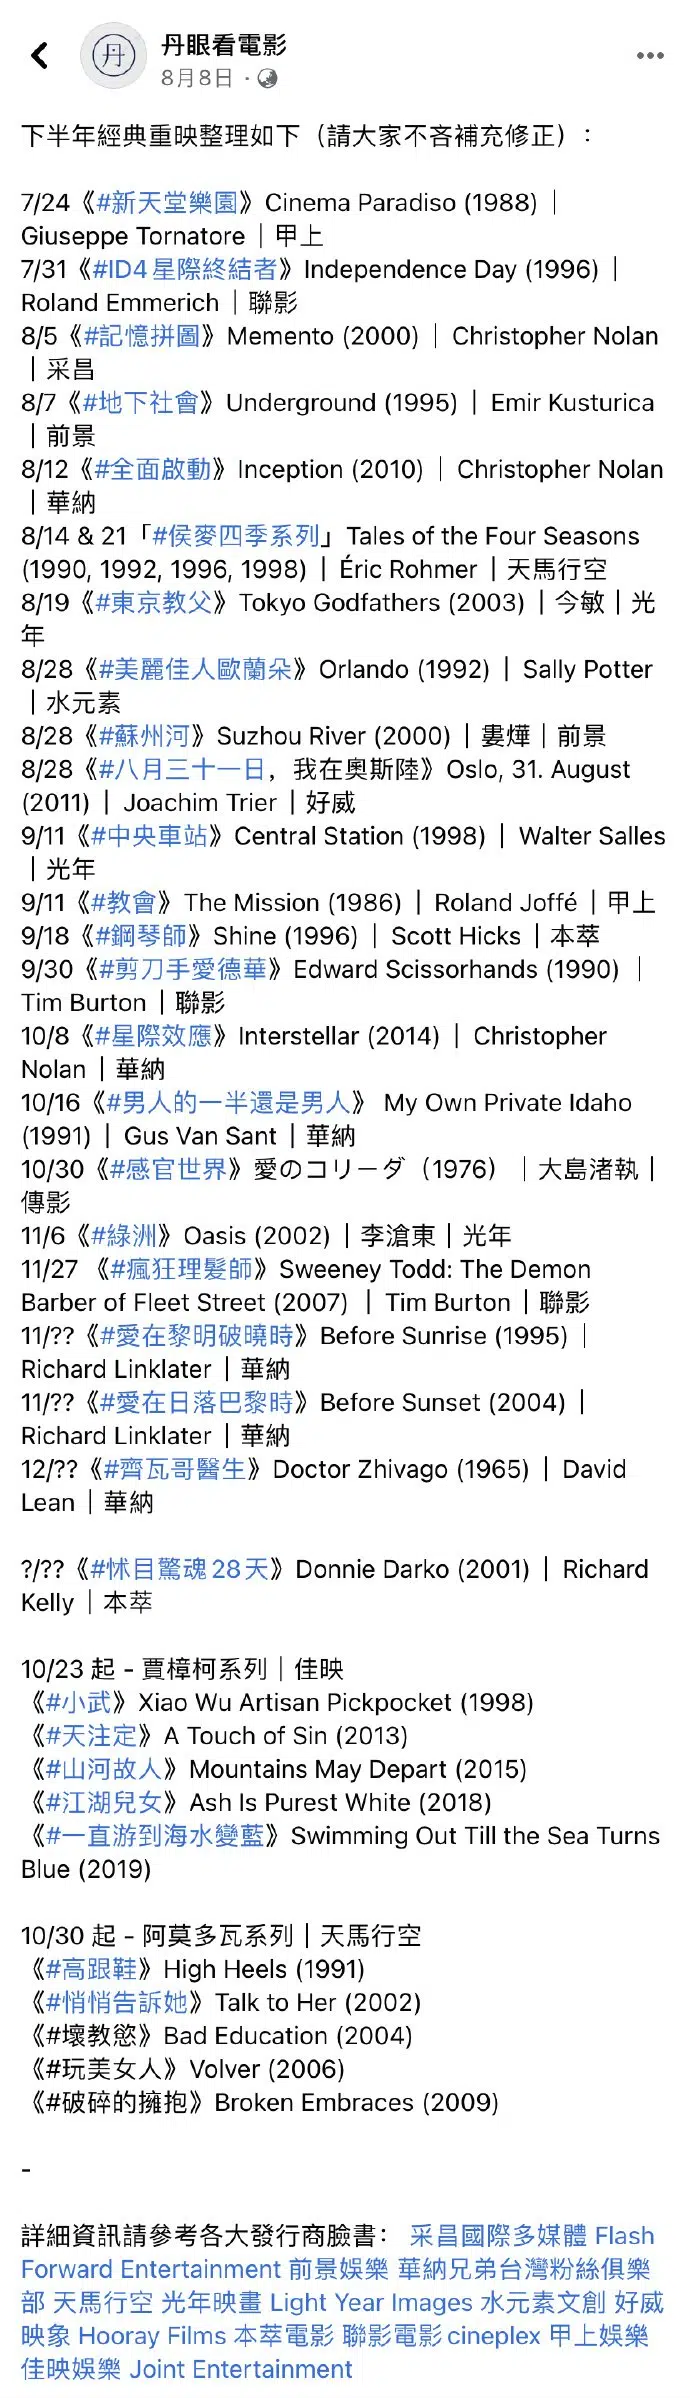 丹眼看電影
8月8日 ·
下半年經典重映整理如下（請大家不吝補充修正）：
7/24《#新天堂樂園》Cinema Paradiso (1988)｜
Giuseppe Tornatore｜甲上
7/31《#ID4星際終結者》Independence Day (1996)｜
Roland Emmerich｜聯影
8/5《#記憶拼圖》Memento (2000)｜ Christopher Nolan
｜采昌
8/7《#地下社會》Underground (1995)｜ Emir Kusturica
｜前景
8/12《#全面啟動》Inception (2010)｜ Christopher Nolan
｜華納
8/14 & 21「#侯麥四季系列」Tales of the Four Seasons
(1990, 1992, 1996, 1998)｜Éric Rohmer｜天馬行空
8/19《#東京教父》Tokyo Godfathers (2003)｜今敏｜光
年
8/28《#美麗佳人歐蘭朵》Orlando (1992)｜ Sally Potter
｜水元素
8/28《#蘇州河》Suzhou River (2000)｜婁燁｜前景
8/28《#八月三十一日，我在奧斯陸》Oslo, 31. August
(2011)｜ Joachim Trier｜好威
9/11《#中央車站》Central Station (1998)｜ Walter Salles
｜光年
9/11《#教會》The Mission (1986)｜ Roland Joffé｜甲上
9/18《#鋼琴師》Shine (1996)｜ Scott Hicks｜本萃
9/30《#剪刀手愛德華》Edward Scissorhands (1990)｜
Tim Burton｜聯影
10/8《#星際效應》Interstellar (2014)｜ Christopher
Nolan｜華納
10/16《#男人的一半還是男人》 My Own Private Idaho
(1991)｜ Gus Van Sant｜華納
10/30《#感官世界》愛のコリーダ（1976）｜大島渚執｜
傳影
11/6《#綠洲》Oasis (2002)｜李滄東｜光年
11/27 《#瘋狂理髮師》Sweeney Todd: The Demon
Barber of Fleet Street (2007) ｜Tim Burton｜聯影
11/??《#愛在黎明破曉時》Before Sunrise (1995)｜
Richard Linklater｜華納
11/??《#愛在日落巴黎時》Before Sunset (2004)｜
Richard Linklater｜華納
12/??《#齊瓦哥醫生》Doctor Zhivago (1965)｜ David
Lean｜華納
?/??《#怵目驚魂28天》Donnie Darko (2001)｜ Richard
Kelly｜本萃
10/23 起 - 賈樟柯系列｜佳映
《#小武》Xiao Wu Artisan Pickpocket (1998)
《#天注定》A Touch of Sin (2013)
《#山河故人》Mountains May Depart (2015)
《#江湖兒女》Ash Is Purest White (2018)
《#一直游到海水變藍》Swimming Out Till the Sea Turns
Blue (2019)
10/30 起 - 阿莫多瓦系列｜天馬行空
《#高跟鞋》High Heels (1991)
《#悄悄告訴她》Talk to Her (2002)
《#壞教慾》Bad Education (2004)
《#玩美女人》Volver (2006)
《#破碎的擁抱》Broken Embraces (2009)
-
詳細資訊請參考各大發行商臉書： 采昌國際多媒體 Flash
Forward Entertainment 前景娛樂 華納兄弟台灣粉絲俱樂
部 天馬行空 光年映畫 Light Year Images 水元素文創 好威
映象 Hooray Films 本萃電影 聯影電影cineplex 甲上娛樂
佳映娛樂 Joint Entertainment